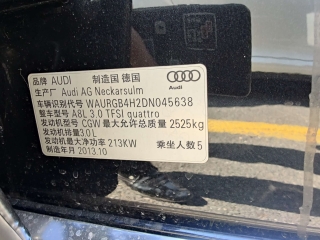 品牌 AUDI 制造国 德国
生产厂 Audi AG Neckarsulm
车辆识别代号 WAURGB4H2DN045638
整车型号 A8L 3.0 TFSI quattro
发动机型号 CGW 最大允许总质量 2525kg
发动机排量3.0L
发动机最大净功率 213KW 乘坐人数 5
制造年月 2013.10
Audi